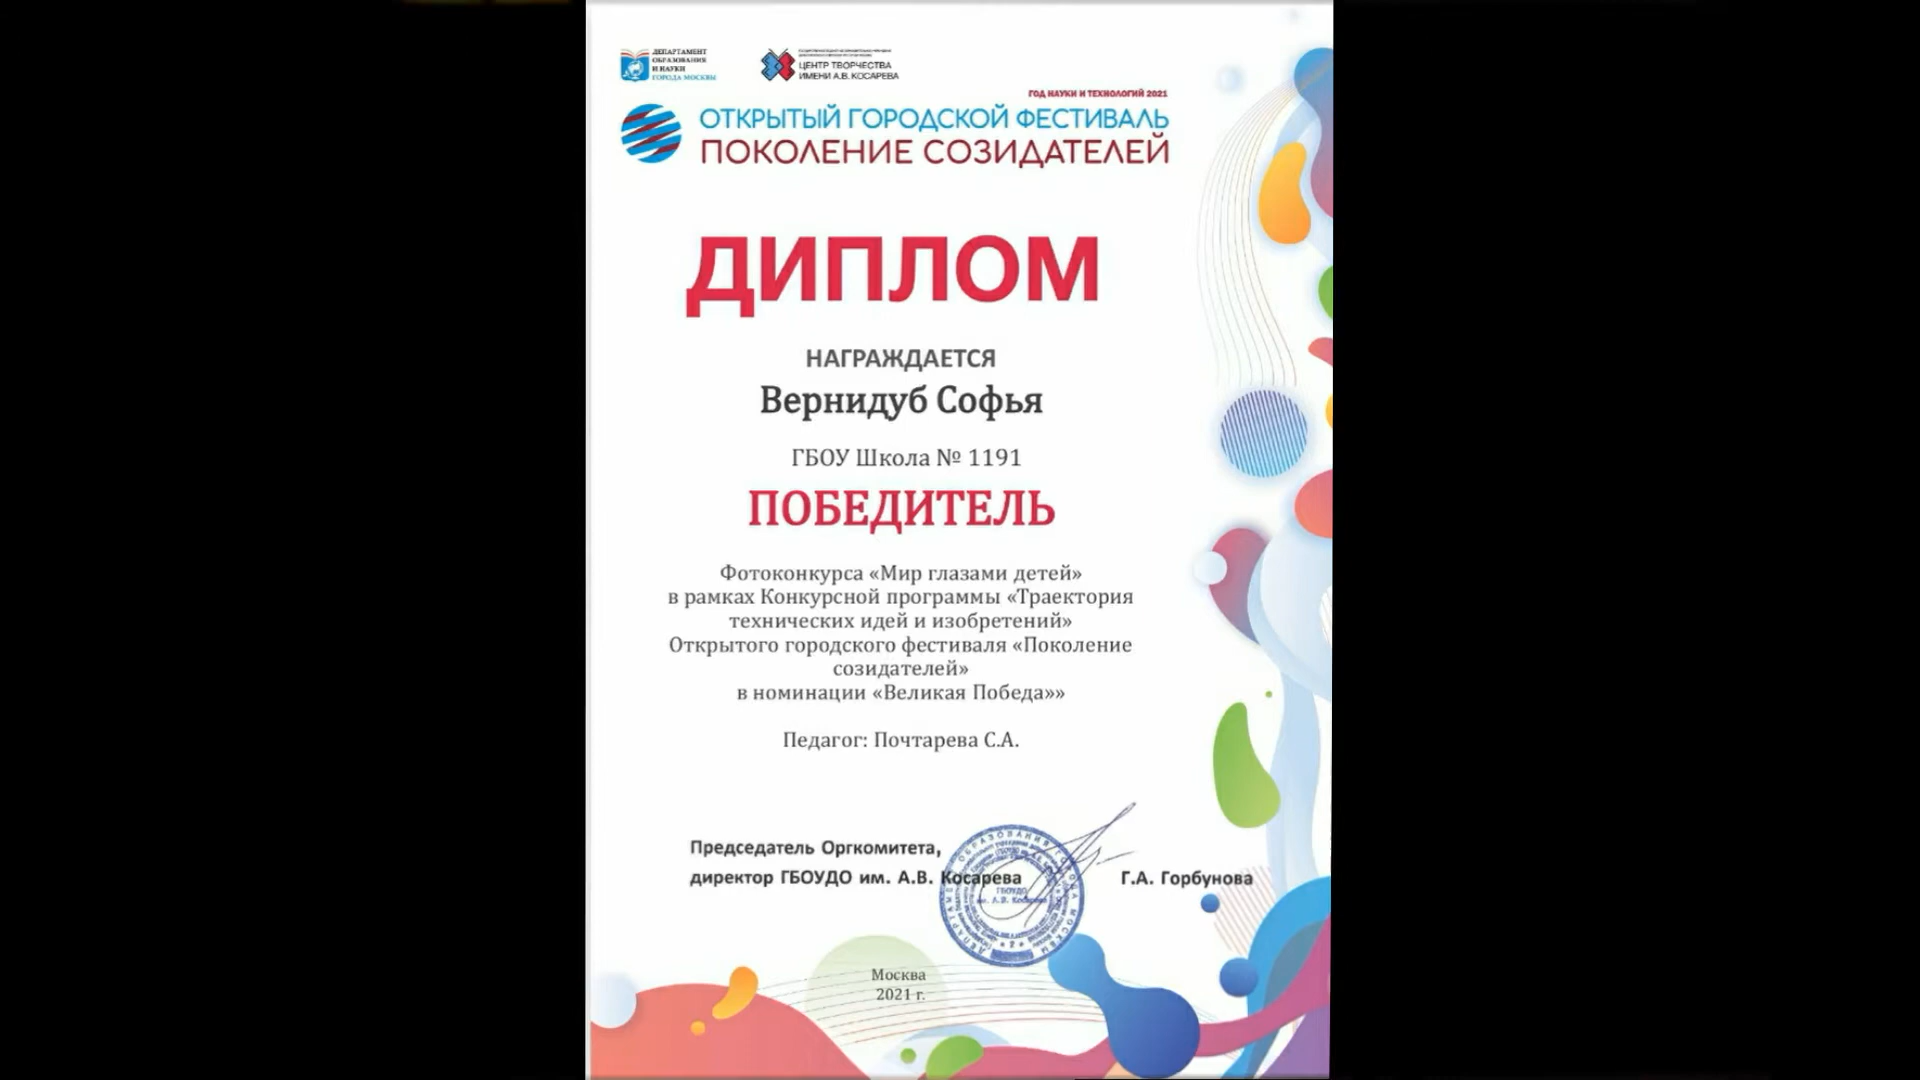 ДЕПАРТАМЕНТ
ОБРАЗОВАНИЯ
И НАУКИ
ГОРОДА МОСКВЫ
ЦЕНТР ТВОРЧЕСТВА
ИМЕНИ А.В. КОСАРЕВА
ГОД НАУКИ И ТЕХНОЛОГИЙ 2021
ОТКРЫТЫЙ ГОРОДСКОЙ ФЕСТИВАЛЬ
ПОКОЛЕНИЕ СОЗИДАТЕЛЕЙ
ДИПЛОМ
НАГРАЖДАЕТСЯ
Вернидуб Софья
ГБОУ Школа № 1191
ПОБЕДИТЕЛЬ
Фотоконкурса «Мир глазами детей»
в рамках Конкурсной программы «Траектория
технических идей и изобретений»
Открытого городского фестиваля «Поколение
созидателей»
в номинации «Великая Победа»»
Педагог: Почтарева С.А.
Председатель Оргкомитета,
директор ГБОУДО им. А.В. Косарева
Г.А. Горбунова
ГБОУДО
им. А.В. Косарева
Москва
2021 г.